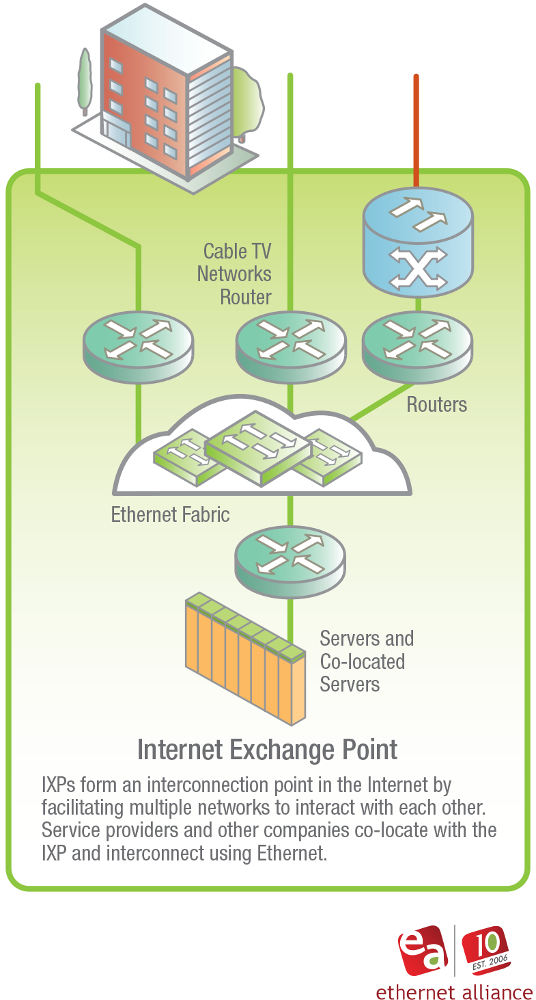 Cable TV
Networks
Router
Routers
Ethernet Fabric
Servers and
Co-located
Servers
Internet Exchange Point
IXPs form an interconnection point in the Internet by
facilitating multiple networks to interact with each other.
Service providers and other companies co-locate with the
IXP and interconnect using Ethernet.
ea
10
EST. 2006
ethernet alliance